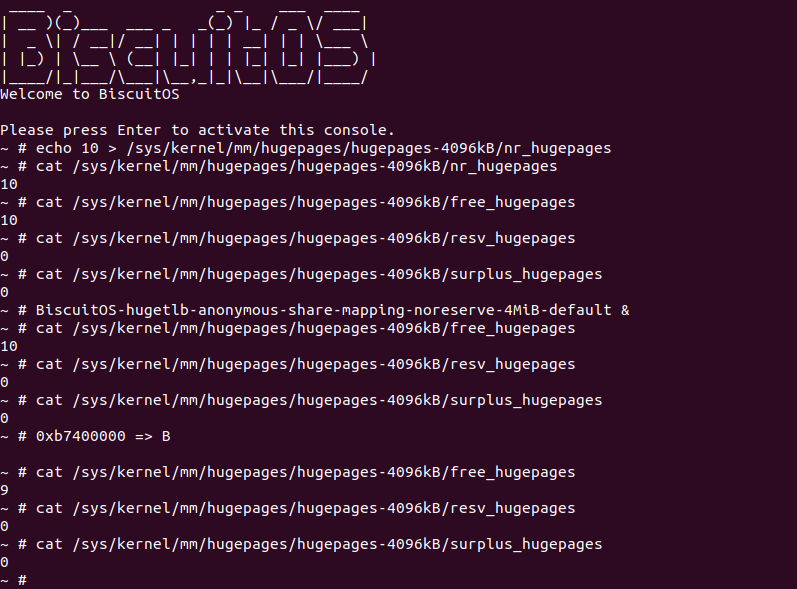 BiscuitOS
Welcome to BiscuitOS
Please press Enter to activate this console.
~ # echo 10 > /sys/kernel/mm/hugepages/hugepages-4096kB/nr_hugepages
~ # cat /sys/kernel/mm/hugepages/hugepages-4096kB/nr_hugepages
10
~ # cat /sys/kernel/mm/hugepages/hugepages-4096kB/free_hugepages
10
~ # cat /sys/kernel/mm/hugepages/hugepages-4096kB/resv_hugepages
0
~ # cat /sys/kernel/mm/hugepages/hugepages-4096kB/surplus_hugepages
0
~ # BiscuitOS-hugetlb-anonymous-share-mapping-noreserve-4MiB-default &
~ # cat /sys/kernel/mm/hugepages/hugepages-4096kB/free_hugepages
10
~ # cat /sys/kernel/mm/hugepages/hugepages-4096kB/resv_hugepages
0
~ # cat /sys/kernel/mm/hugepages/hugepages-4096kB/surplus_hugepages
0
~ # 0xb7400000 => B
~ # cat /sys/kernel/mm/hugepages/hugepages-4096kB/free_hugepages
9
~ # cat /sys/kernel/mm/hugepages/hugepages-4096kB/resv_hugepages
0
~ # cat /sys/kernel/mm/hugepages/hugepages-4096kB/surplus_hugepages
0
~ #